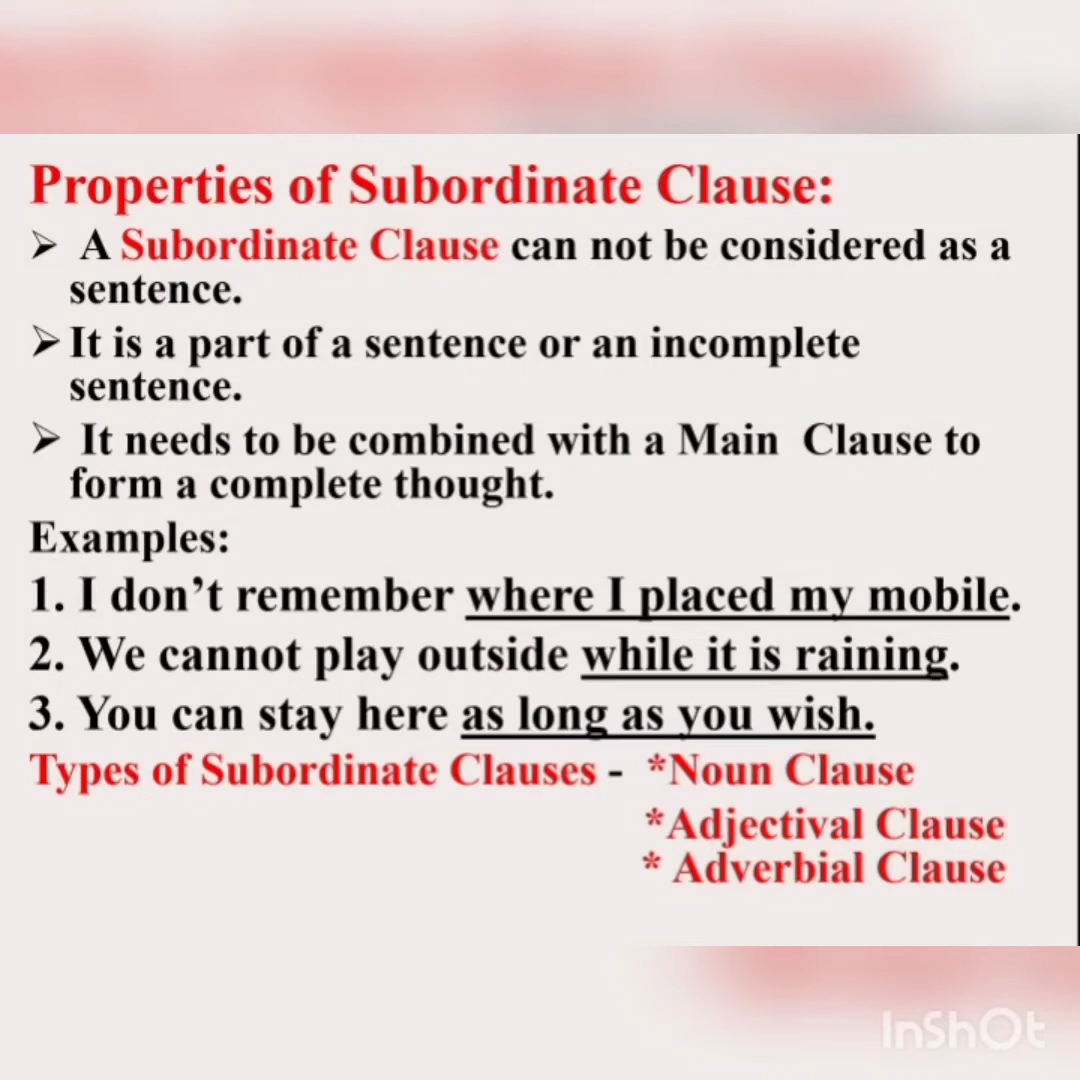 Properties of Subordinate Clause:
➢ A Subordinate Clause can not be considered as a
sentence.
➢ It is a part of a sentence or an incomplete
sentence.
➢ It needs to be combined with a Main Clause to
form a complete thought.
Examples:
1. I don’t remember where I placed my mobile.
2. We cannot play outside while it is raining.
3. You can stay here as long as you wish.
Types of Subordinate Clauses - *Noun Clause
*Adjectival Clause
* Adverbial Clause
InShOt